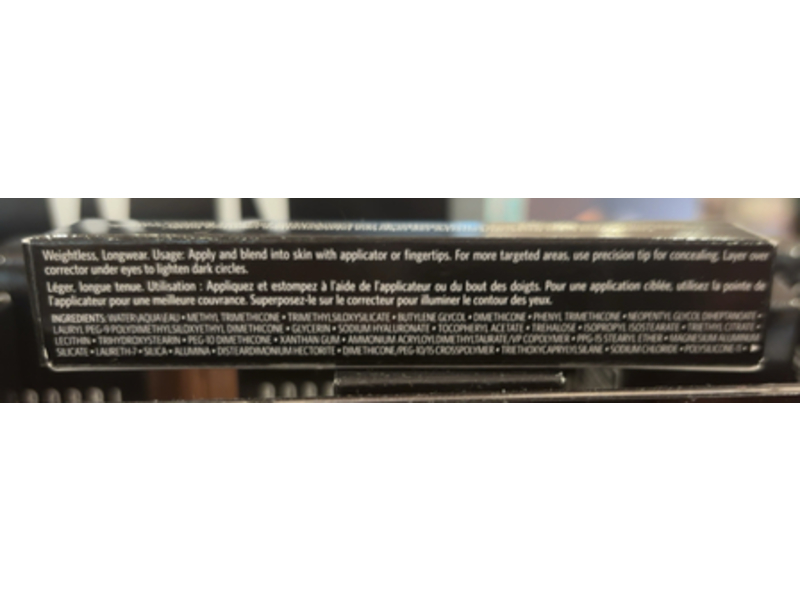 Weightless, Longwear. Usage: Apply and blend into skin with applicator or fingertips. For more targeted areas, use precision tip for concealing. Layer over
corrector under eyes to lighten dark circles.
Léger, longue tenue. Utilisation : Appliquez et estompez à l'aide de l'applicateur ou du bout des doigts. Pour une application ciblée, utilisez la pointe de
l'applicateur pour une meilleure couvrance. Superposez-le sur le correcteur pour illuminer le contour des yeux.
INGREDIENTS: WATER\AQUA\EAU • METHYL TRIMETHICONE • TRIMETHYLSILOXYSILICATE • BUTYLENE GLYCOL • DIMETHICONE • PHENYL TRIMETHICONE • NEOPENTYL GLYCOL DIHEPTANOATE •
LAURYL PEG-9 POLYDIMETHYLSILOXYETHYL DIMETHICONE • GLYCERIN • SODIUM HYALURONATE • TOCOPHERYL ACETATE • TREHALOSE • ISOPROPYL ISOSTEARATE • TRIETHYL CITRATE •
LECITHIN • TRIHYDROXYSTEARIN • PEG-10 DIMETHICONE • XANTHAN GUM • AMMONIUM ACRYLOYLDIMETHYLTAURATE/VP COPOLYMER • PPG-15 STEARYL ETHER • MAGNESIUM ALUMINUM
SILICATE • LAURETH-7 • SILICA • ALUMINA • DISTEARDIMONIUM HECTORITE • DIMETHICONE/PEG-10/15 CROSSPOLYMER • TRIETHOXYCAPRYLYLSILANE • SODIUM CHLORIDE • POLYSILICONE-11 •